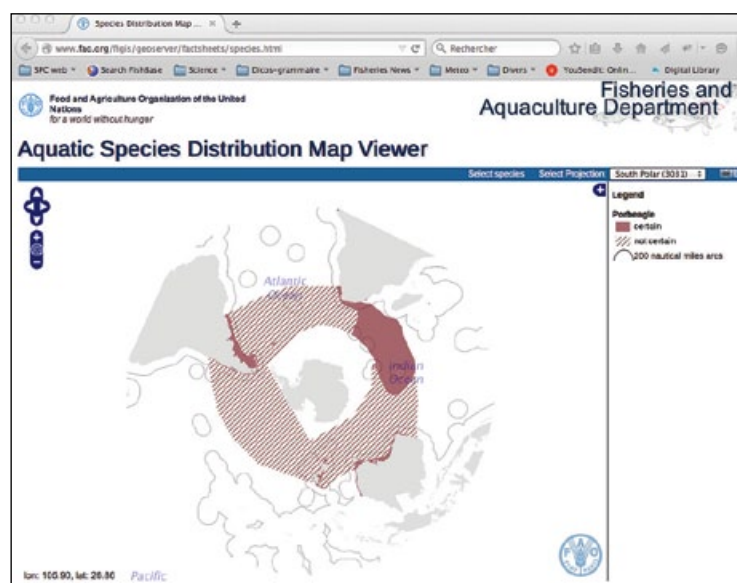 Species Distribution Map ...
www.fao.org/figis/geoserver/factsheets/species.html
Rechercher
SPC web
Search FishBase
Science
Dicos-grammaire
Fisheries News
Meteo
Divers
YouSendIt: Onlin...
Digital Library
Food and Agriculture Organization of the United
Nations
for a world without hunger
Fisheries and
Aquaculture Department
Aquatic Species Distribution Map Viewer
Select species
Select Projection
South Polar (3031)
Legend
Porbeagle
certain
not certain
200 nautical miles arcs
Atlantic
Ocean
Indian
Ocean
Pacific
lon: 105.90, lat: 28.80